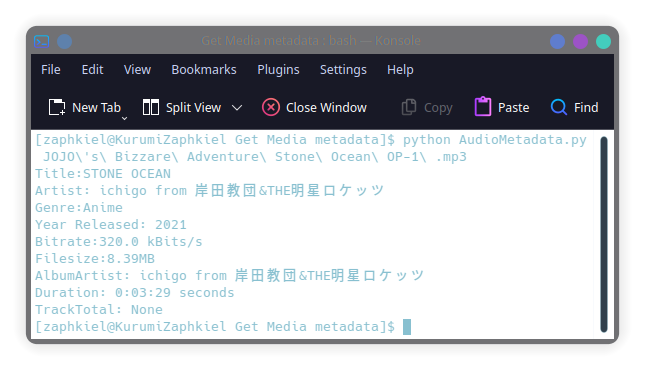 Get Media metadata : bash — Konsole
File Edit View Bookmarks Plugins Settings Help
New Tab Split View Close Window Copy Paste Find
[zaphkiel@KurumiZaphkiel Get Media metadata]$ python AudioMetadata.py
JOJO\'s\ Bizzare\ Adventure\ Stone\ Ocean\ OP-1\ .mp3
Title:STONE OCEAN
Artist: ichigo from 岸田教団&THE明星ロケッツ
Genre:Anime
Year Released: 2021
Bitrate:320.0 kBits/s
Filesize:8.39MB
AlbumArtist: ichigo from 岸田教団&THE明星ロケッツ
Duration: 0:03:29 seconds
TrackTotal: None
[zaphkiel@KurumiZaphkiel Get Media metadata]$